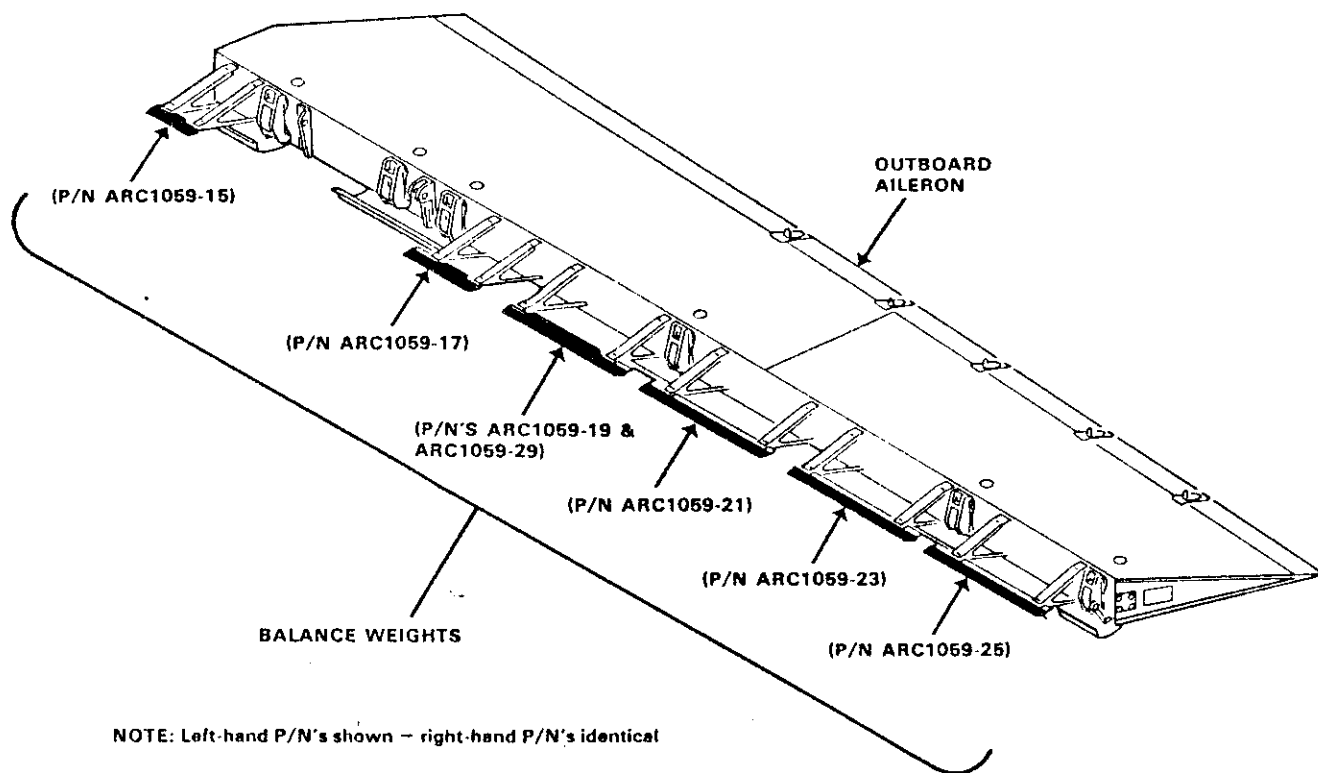 OUTBOARD
AILERON
(P/N ARC1059-15)
(P/N ARC1059-17)
(P/N'S ARC1059-19 &
ARC1059-29)
(P/N ARC1059-21)
(P/N ARC1059-23)
(P/N ARC1059-25)
BALANCE WEIGHTS
NOTE: Left-hand P/N's shown – right-hand P/N's identical